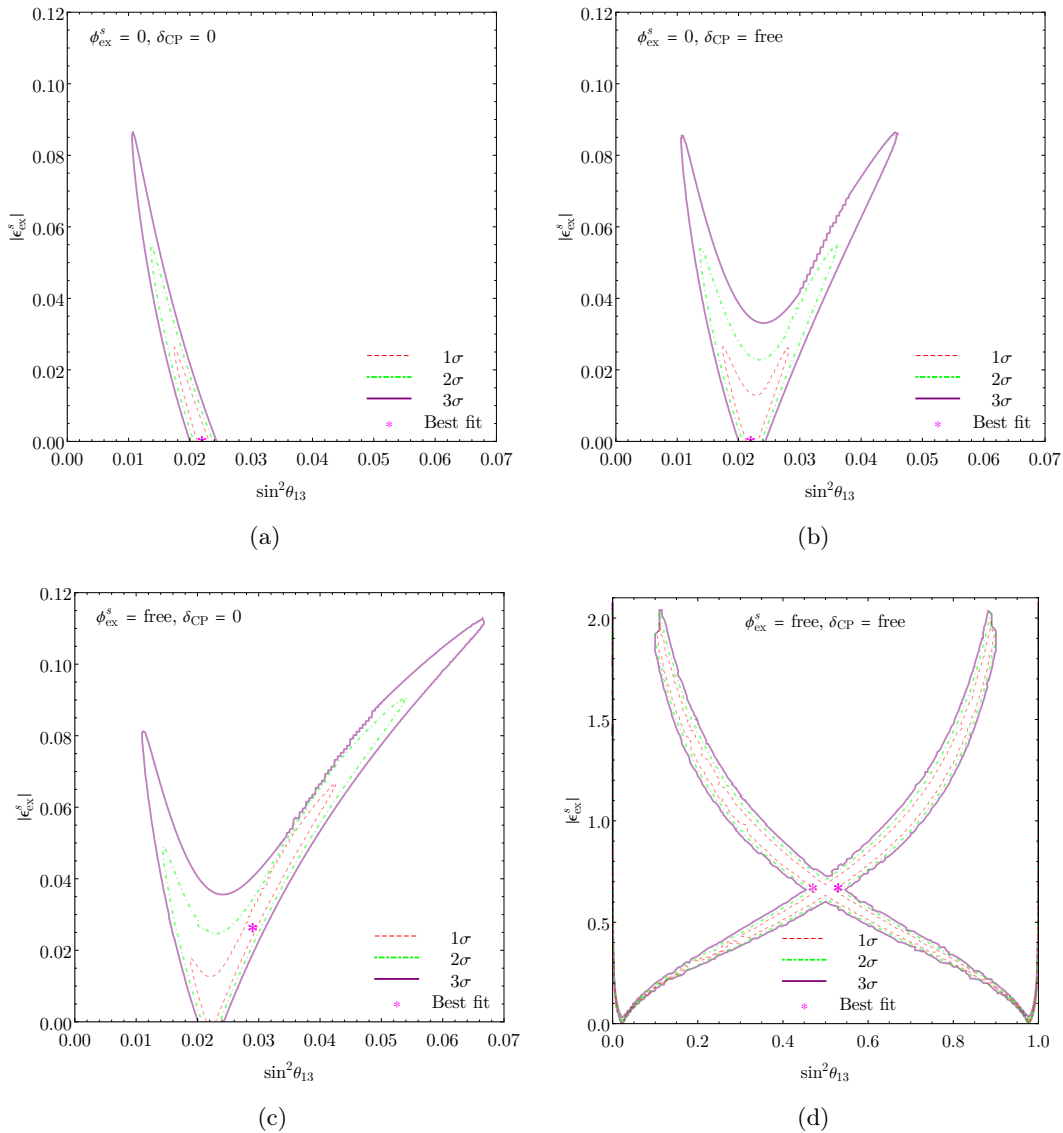 ϕ^s_ex = 0, δ_CP = 0
0.12
0.10
0.08
0.06
0.04
0.02
0.00
|ϵ^s_ex|
1σ
2σ
3σ
* Best fit
0.00 0.01 0.02 0.03 0.04 0.05 0.06 0.07
sin²θ₁₃
(a)
ϕ^s_ex = 0, δ_CP = free
0.12
0.10
0.08
0.06
0.04
0.02
0.00
|ϵ^s_ex|
1σ
2σ
3σ
* Best fit
0.00 0.01 0.02 0.03 0.04 0.05 0.06 0.07
sin²θ₁₃
(b)
ϕ^s_ex = free, δ_CP = 0
0.12
0.10
0.08
0.06
0.04
0.02
0.00
|ϵ^s_ex|
1σ
2σ
3σ
* Best fit
0.00 0.01 0.02 0.03 0.04 0.05 0.06 0.07
sin²θ₁₃
(c)
ϕ^s_ex = free, δ_CP = free
2.0
1.5
1.0
0.5
0.0
|ϵ^s_ex|
1σ
2σ
3σ
* Best fit
0.0 0.2 0.4 0.6 0.8 1.0
sin²θ₁₃
(d)